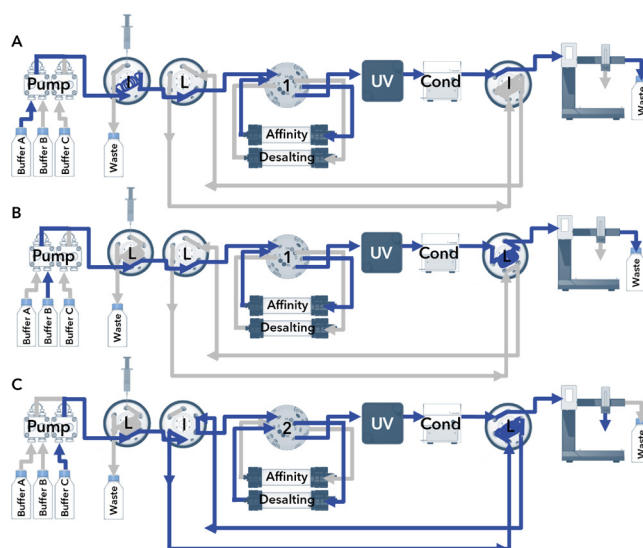 A
Pump
I
L
1
UV
Cond
I
Waste
Affinity
Desalting
Buffer A
Buffer B
Buffer C
Waste
B
Pump
L
L
1
UV
Cond
L
Waste
Affinity
Desalting
Buffer A
Buffer B
Buffer C
Waste
C
Pump
L
I
2
UV
Cond
L
Waste
Affinity
Desalting
Buffer A
Buffer B
Buffer C
Waste